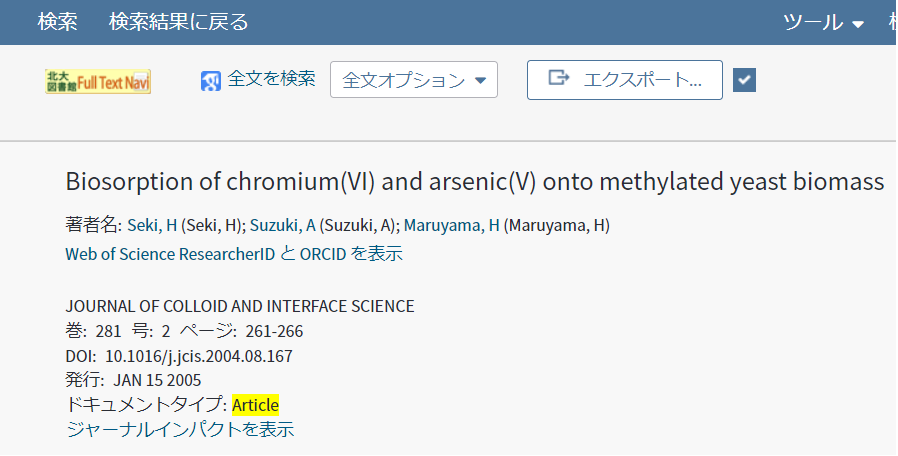 検索 検索結果に戻る ツール
北大図書館 Full Text Navi 全文を検索 全文オプション エクスポート...
Biosorption of chromium(VI) and arsenic(V) onto methylated yeast biomass
著者名: Seki, H (Seki, H); Suzuki, A (Suzuki, A); Maruyama, H (Maruyama, H)
Web of Science ResearcherID と ORCID を表示
JOURNAL OF COLLOID AND INTERFACE SCIENCE
巻: 281 号: 2 ページ: 261-266
DOI: 10.1016/j.jcis.2004.08.167
発行: JAN 15 2005
ドキュメントタイプ: Article
ジャーナルインパクトを表示